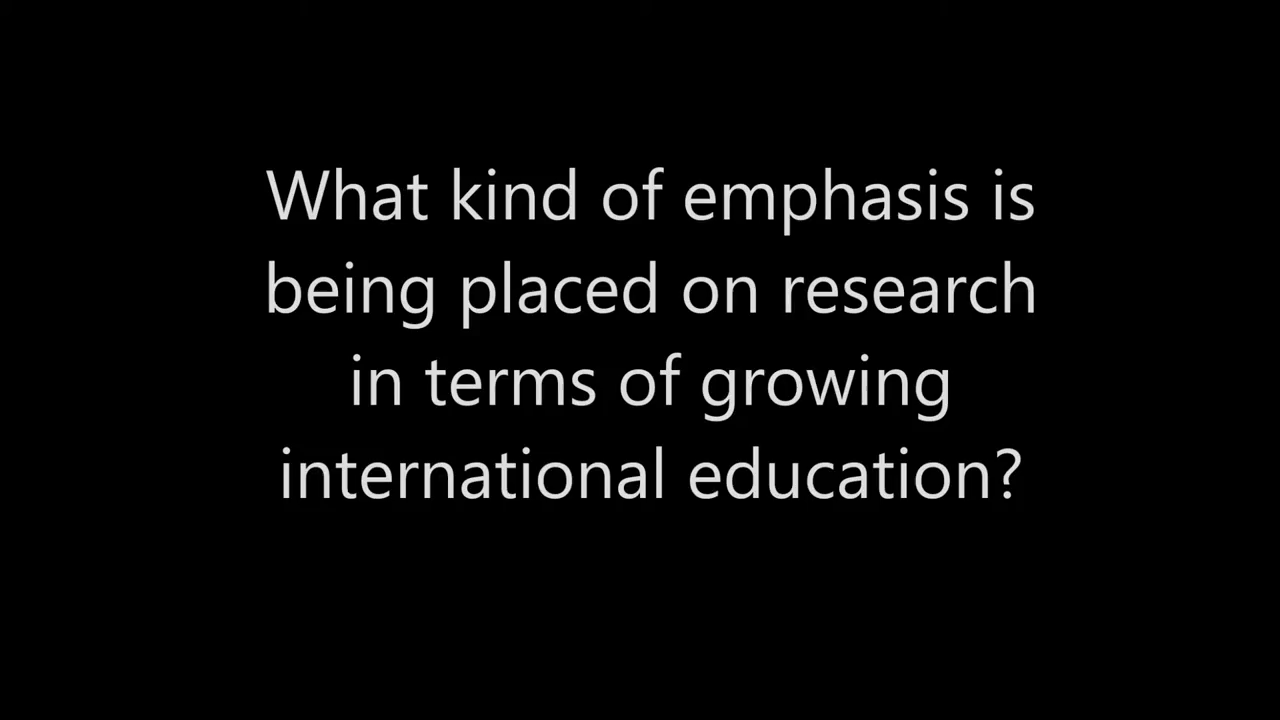 What kind of emphasis is
being placed on research
in terms of growing
international education?